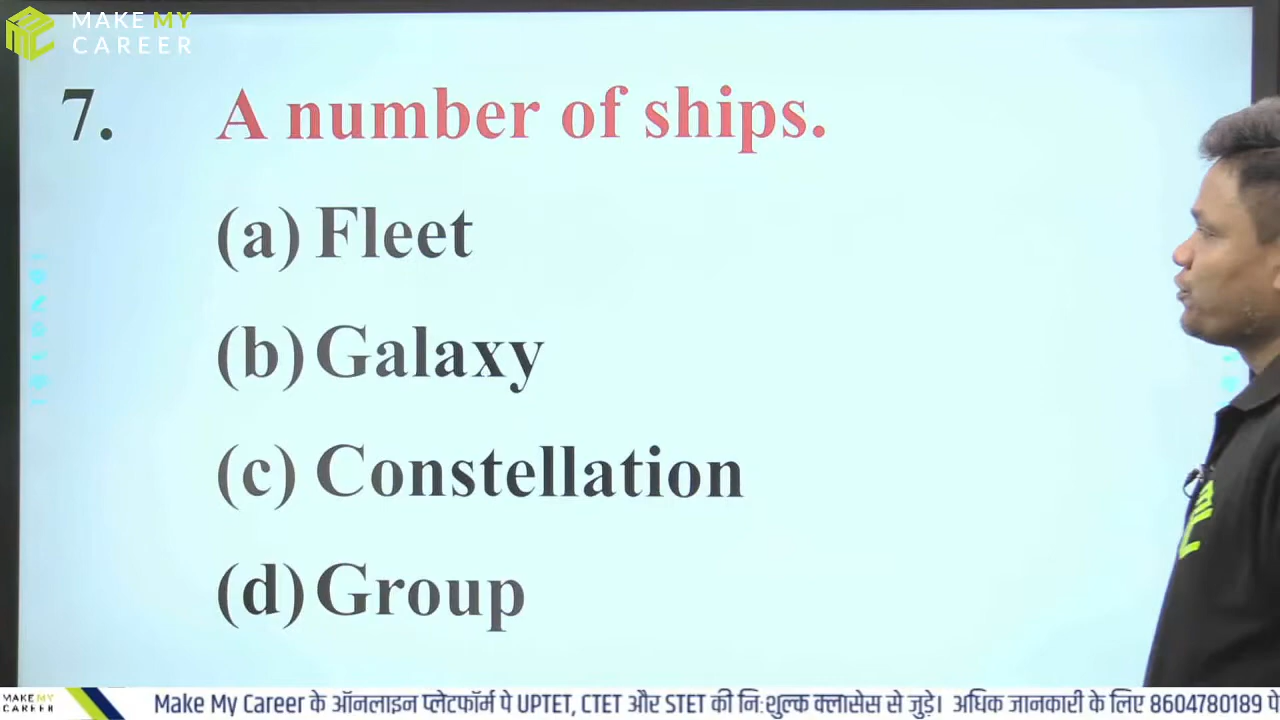 MAKE MY
CAREER
7. A number of ships.
(a) Fleet
(b) Galaxy
(c) Constellation
(d) Group
MAKE MY
CAREER
Make My Career के ऑनलाइन प्लेटफॉर्म पे UPTET, CTET और STET की नि:शुल्क क्लासेस से जुड़े। अधिक जानकारी के लिए 8604780189 पे